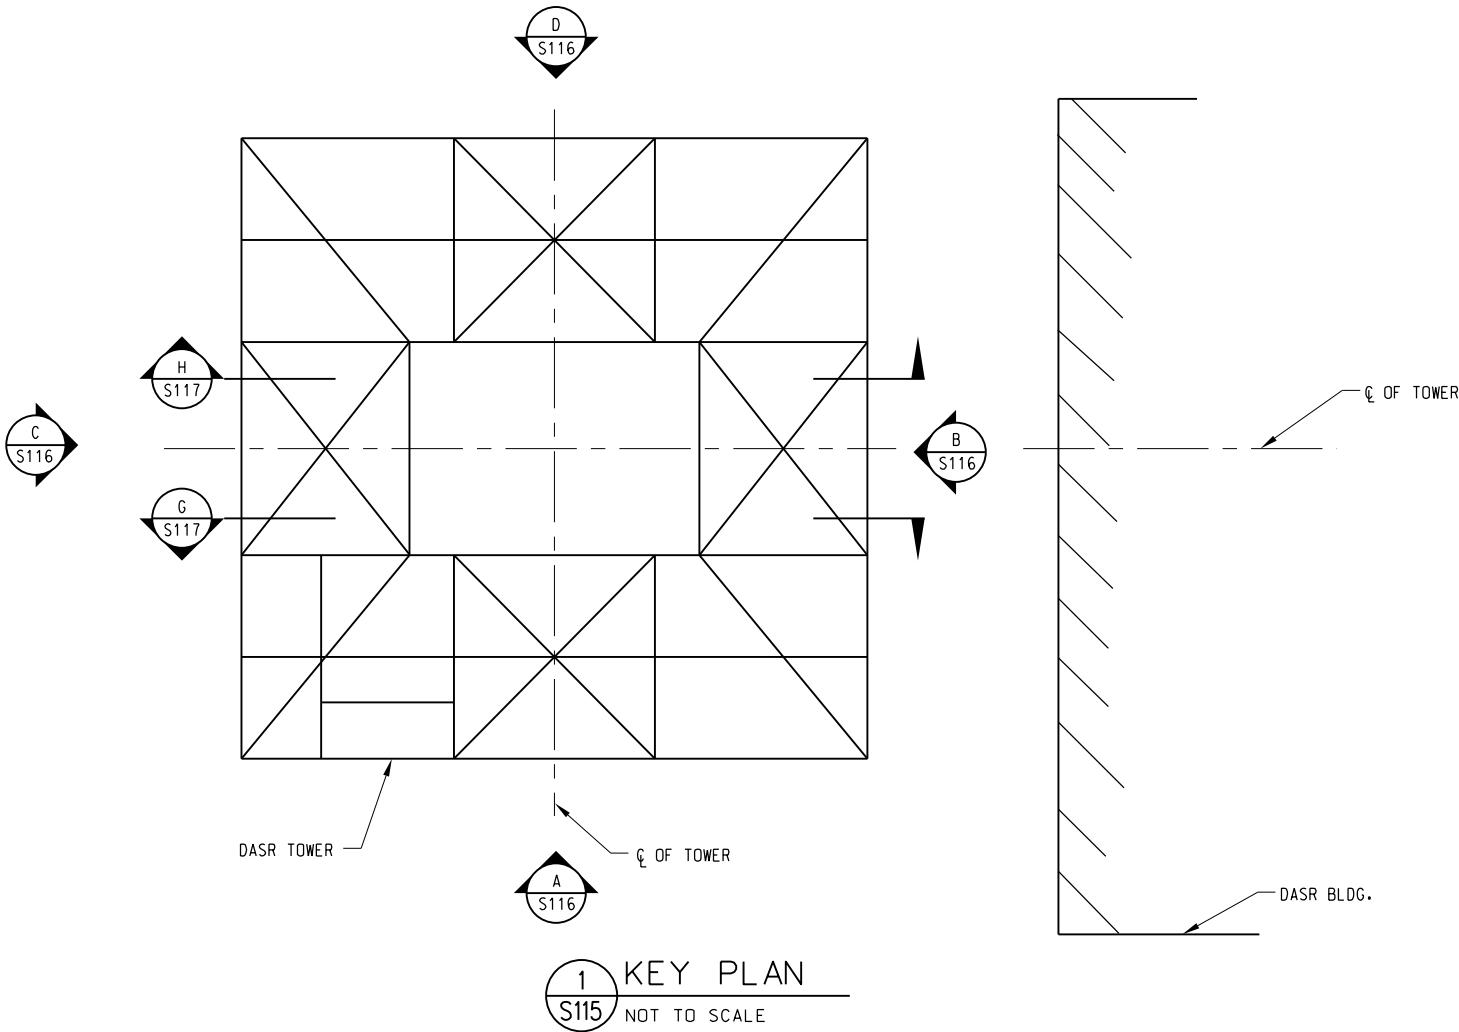 D
S116
H
S117
℄ OF TOWER
C
S116
B
S116
G
S117
DASR TOWER
℄ OF TOWER
A
S116
DASR BLDG.
1
S115
KEY PLAN
NOT TO SCALE